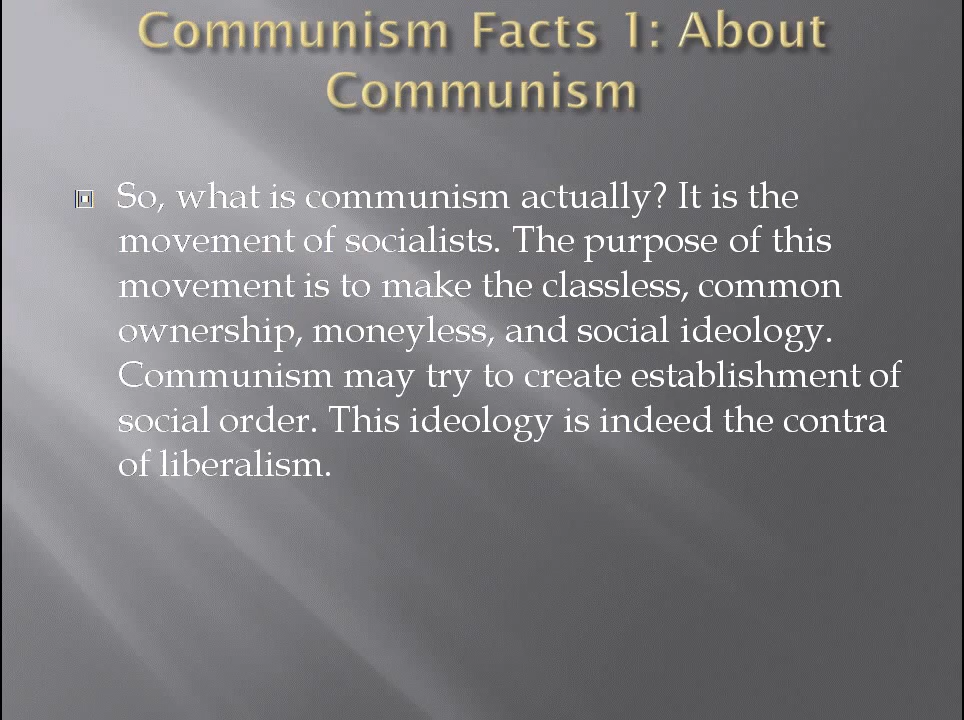 Communism Facts 1: About
Communism
So, what is communism actually? It is the
movement of socialists. The purpose of this
movement is to make the classless, common
ownership, moneyless, and social ideology.
Communism may try to create establishment of
social order. This ideology is indeed the contra
of liberalism.